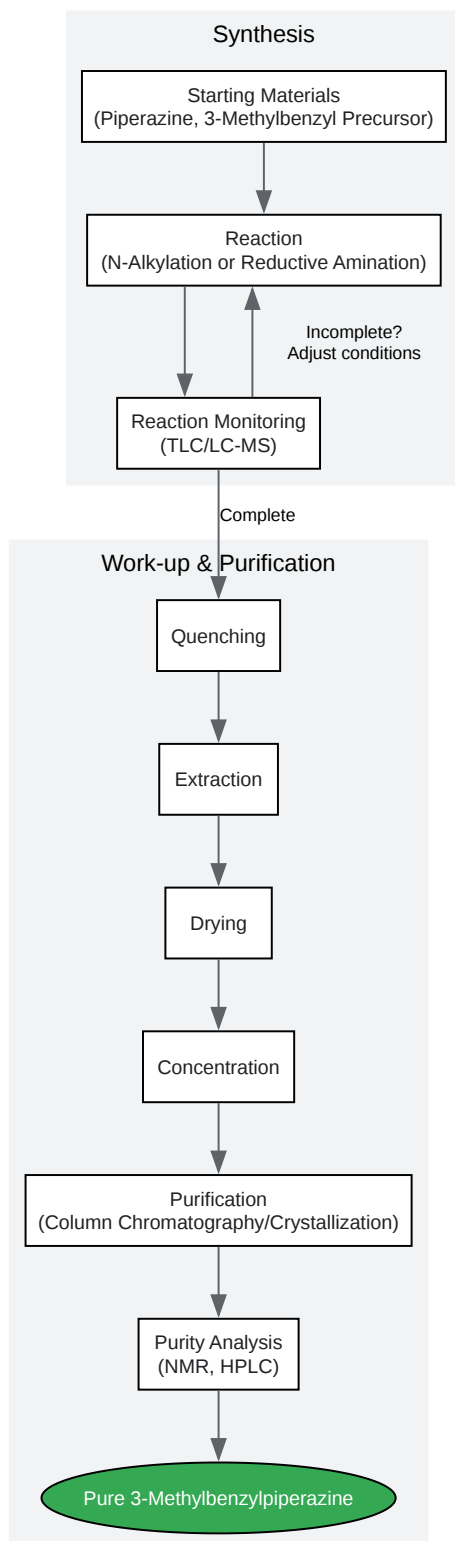 Synthesis
Starting Materials
(Piperazine, 3-Methylbenzyl Precursor)
Reaction
(N-Alkylation or Reductive Amination)
Incomplete?
Adjust conditions
Reaction Monitoring
(TLC/LC-MS)
Complete
Work-up & Purification
Quenching
Extraction
Drying
Concentration
Purification
(Column Chromatography/Crystallization)
Purity Analysis
(NMR, HPLC)
Pure 3-Methylbenzylpiperazine